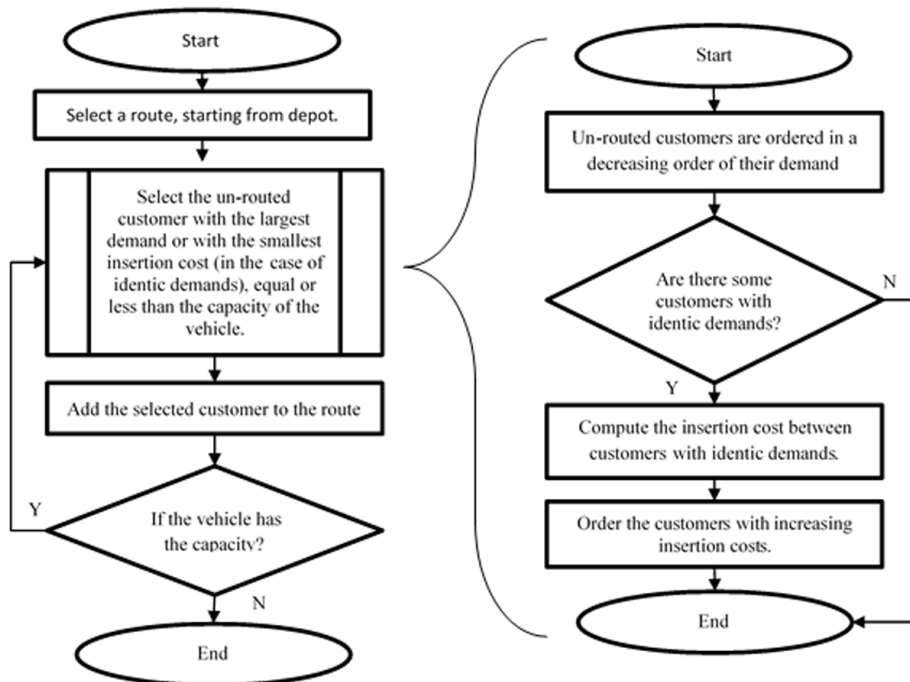 Start
Select a route, starting from depot.
Select the un-routed
customer with the largest
demand or with the smallest
insertion cost (in the case of
identic demands), equal or
less than the capacity of the
vehicle.
Add the selected customer to the route
Y
If the vehicle has
the capacity?
N
End
Start
Un-routed customers are ordered in a
decreasing order of their demand
Are there some
customers with
identic demands?
N
Y
Compute the insertion cost between
customers with identic demands.
Order the customers with increasing
insertion costs.
End